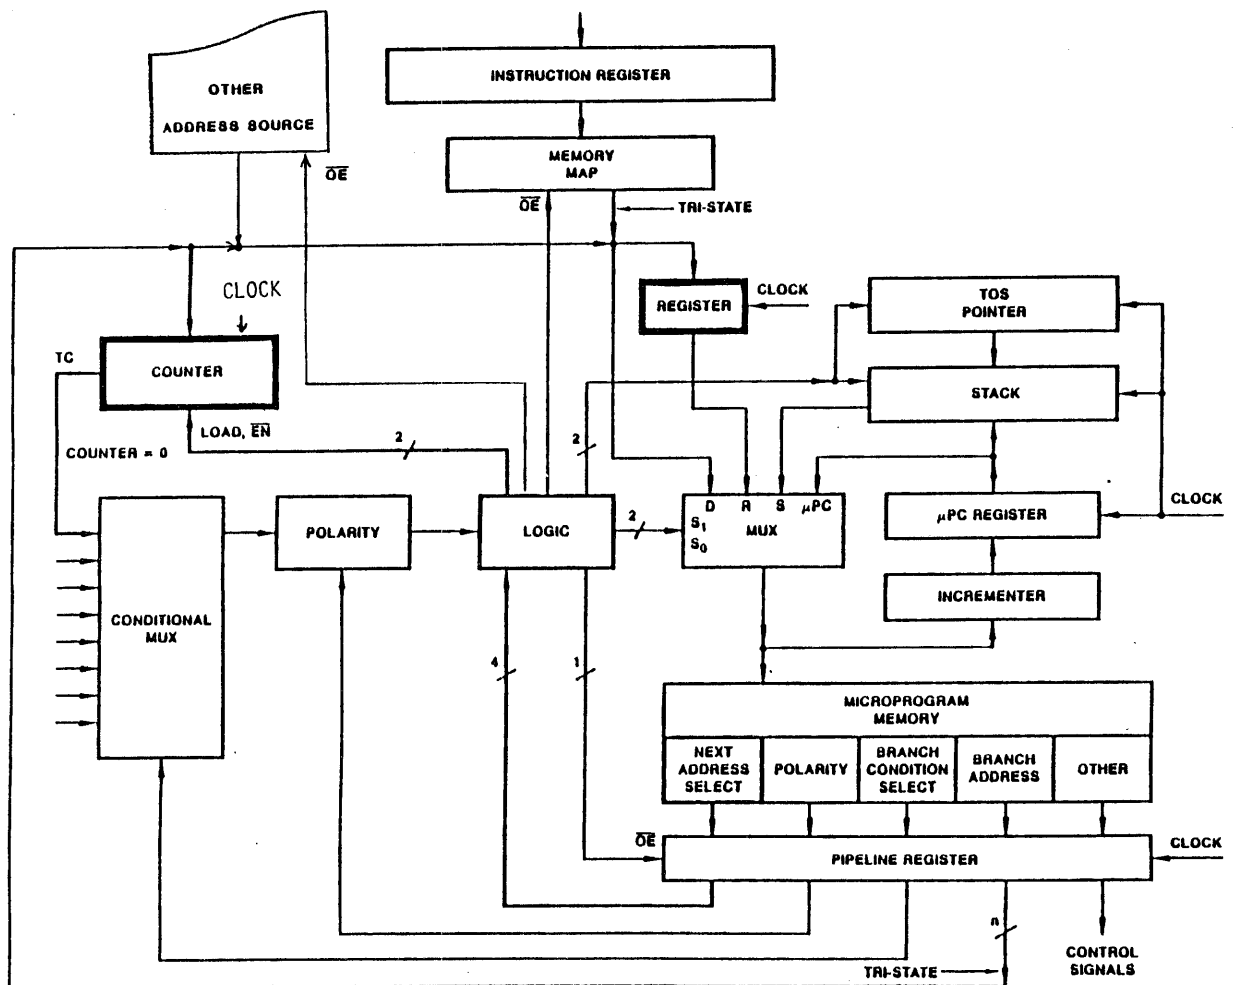 OTHER
ADDRESS SOURCE
INSTRUCTION REGISTER
MEMORY
MAP
OE
OE
TRI-STATE
CLOCK
REGISTER
CLOCK
TOS
POINTER
TC
COUNTER
STACK
LOAD, EN
2
2
COUNTER = 0
CONDITIONAL
MUX
POLARITY
LOGIC
2
D R S μPC
S1
S0
MUX
μPC REGISTER
CLOCK
INCREMENTER
4
1
MICROPROGRAM
MEMORY
NEXT
ADDRESS
SELECT
POLARITY
BRANCH
CONDITION
SELECT
BRANCH
ADDRESS
OTHER
OE
PIPELINE REGISTER
CLOCK
n
TRI-STATE
CONTROL
SIGNALS